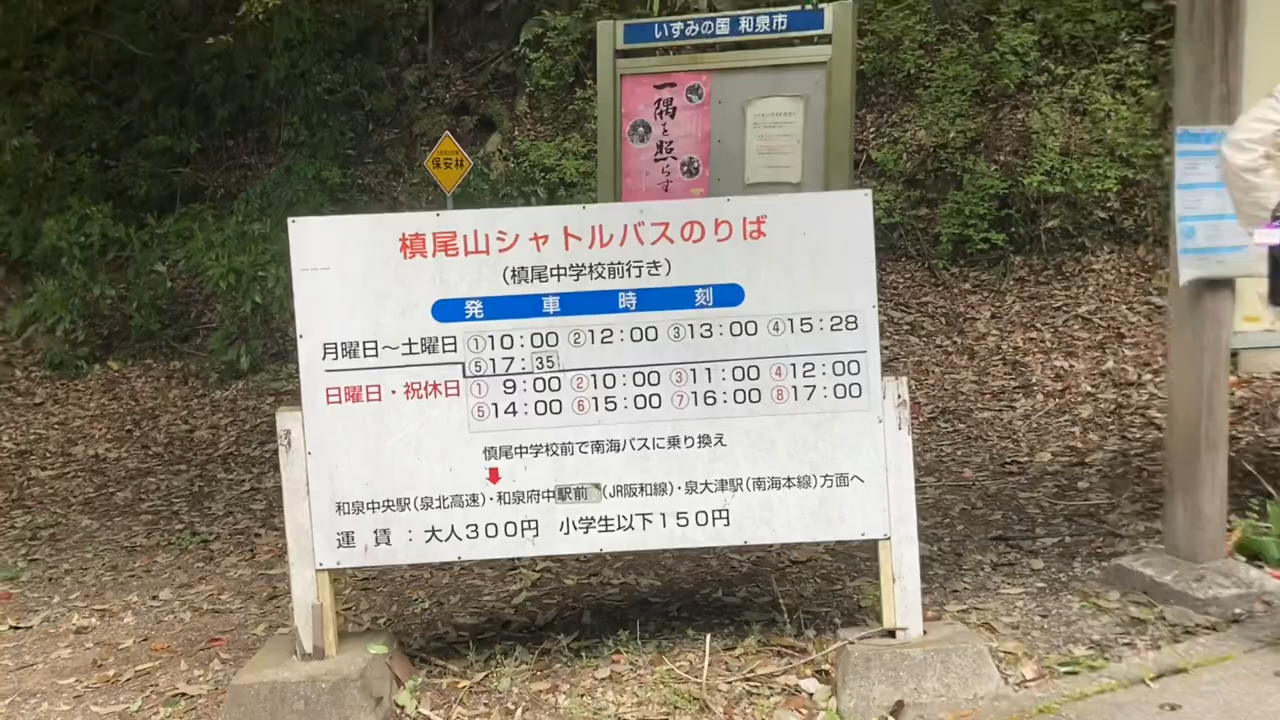 いずみの国 和泉市
一隅を照らす
保安林
槙尾山シャトルバスのりば
（槙尾中学校前行き）
発車時刻
月曜日～土曜日 ①10：00 ②12：00 ③13：00 ④15：28
⑤17：35
日曜日・祝休日 ① 9：00 ②10：00 ③11：00 ④12：00
⑤14：00 ⑥15：00 ⑦16：00 ⑧17：00
慎尾中学校前で南海バスに乗り換え
和泉中央駅（泉北高速）・和泉府中駅前（JR阪和線）・泉大津駅（南海本線）方面へ
運 賃 ：大人３００円 小学生以下１５０円